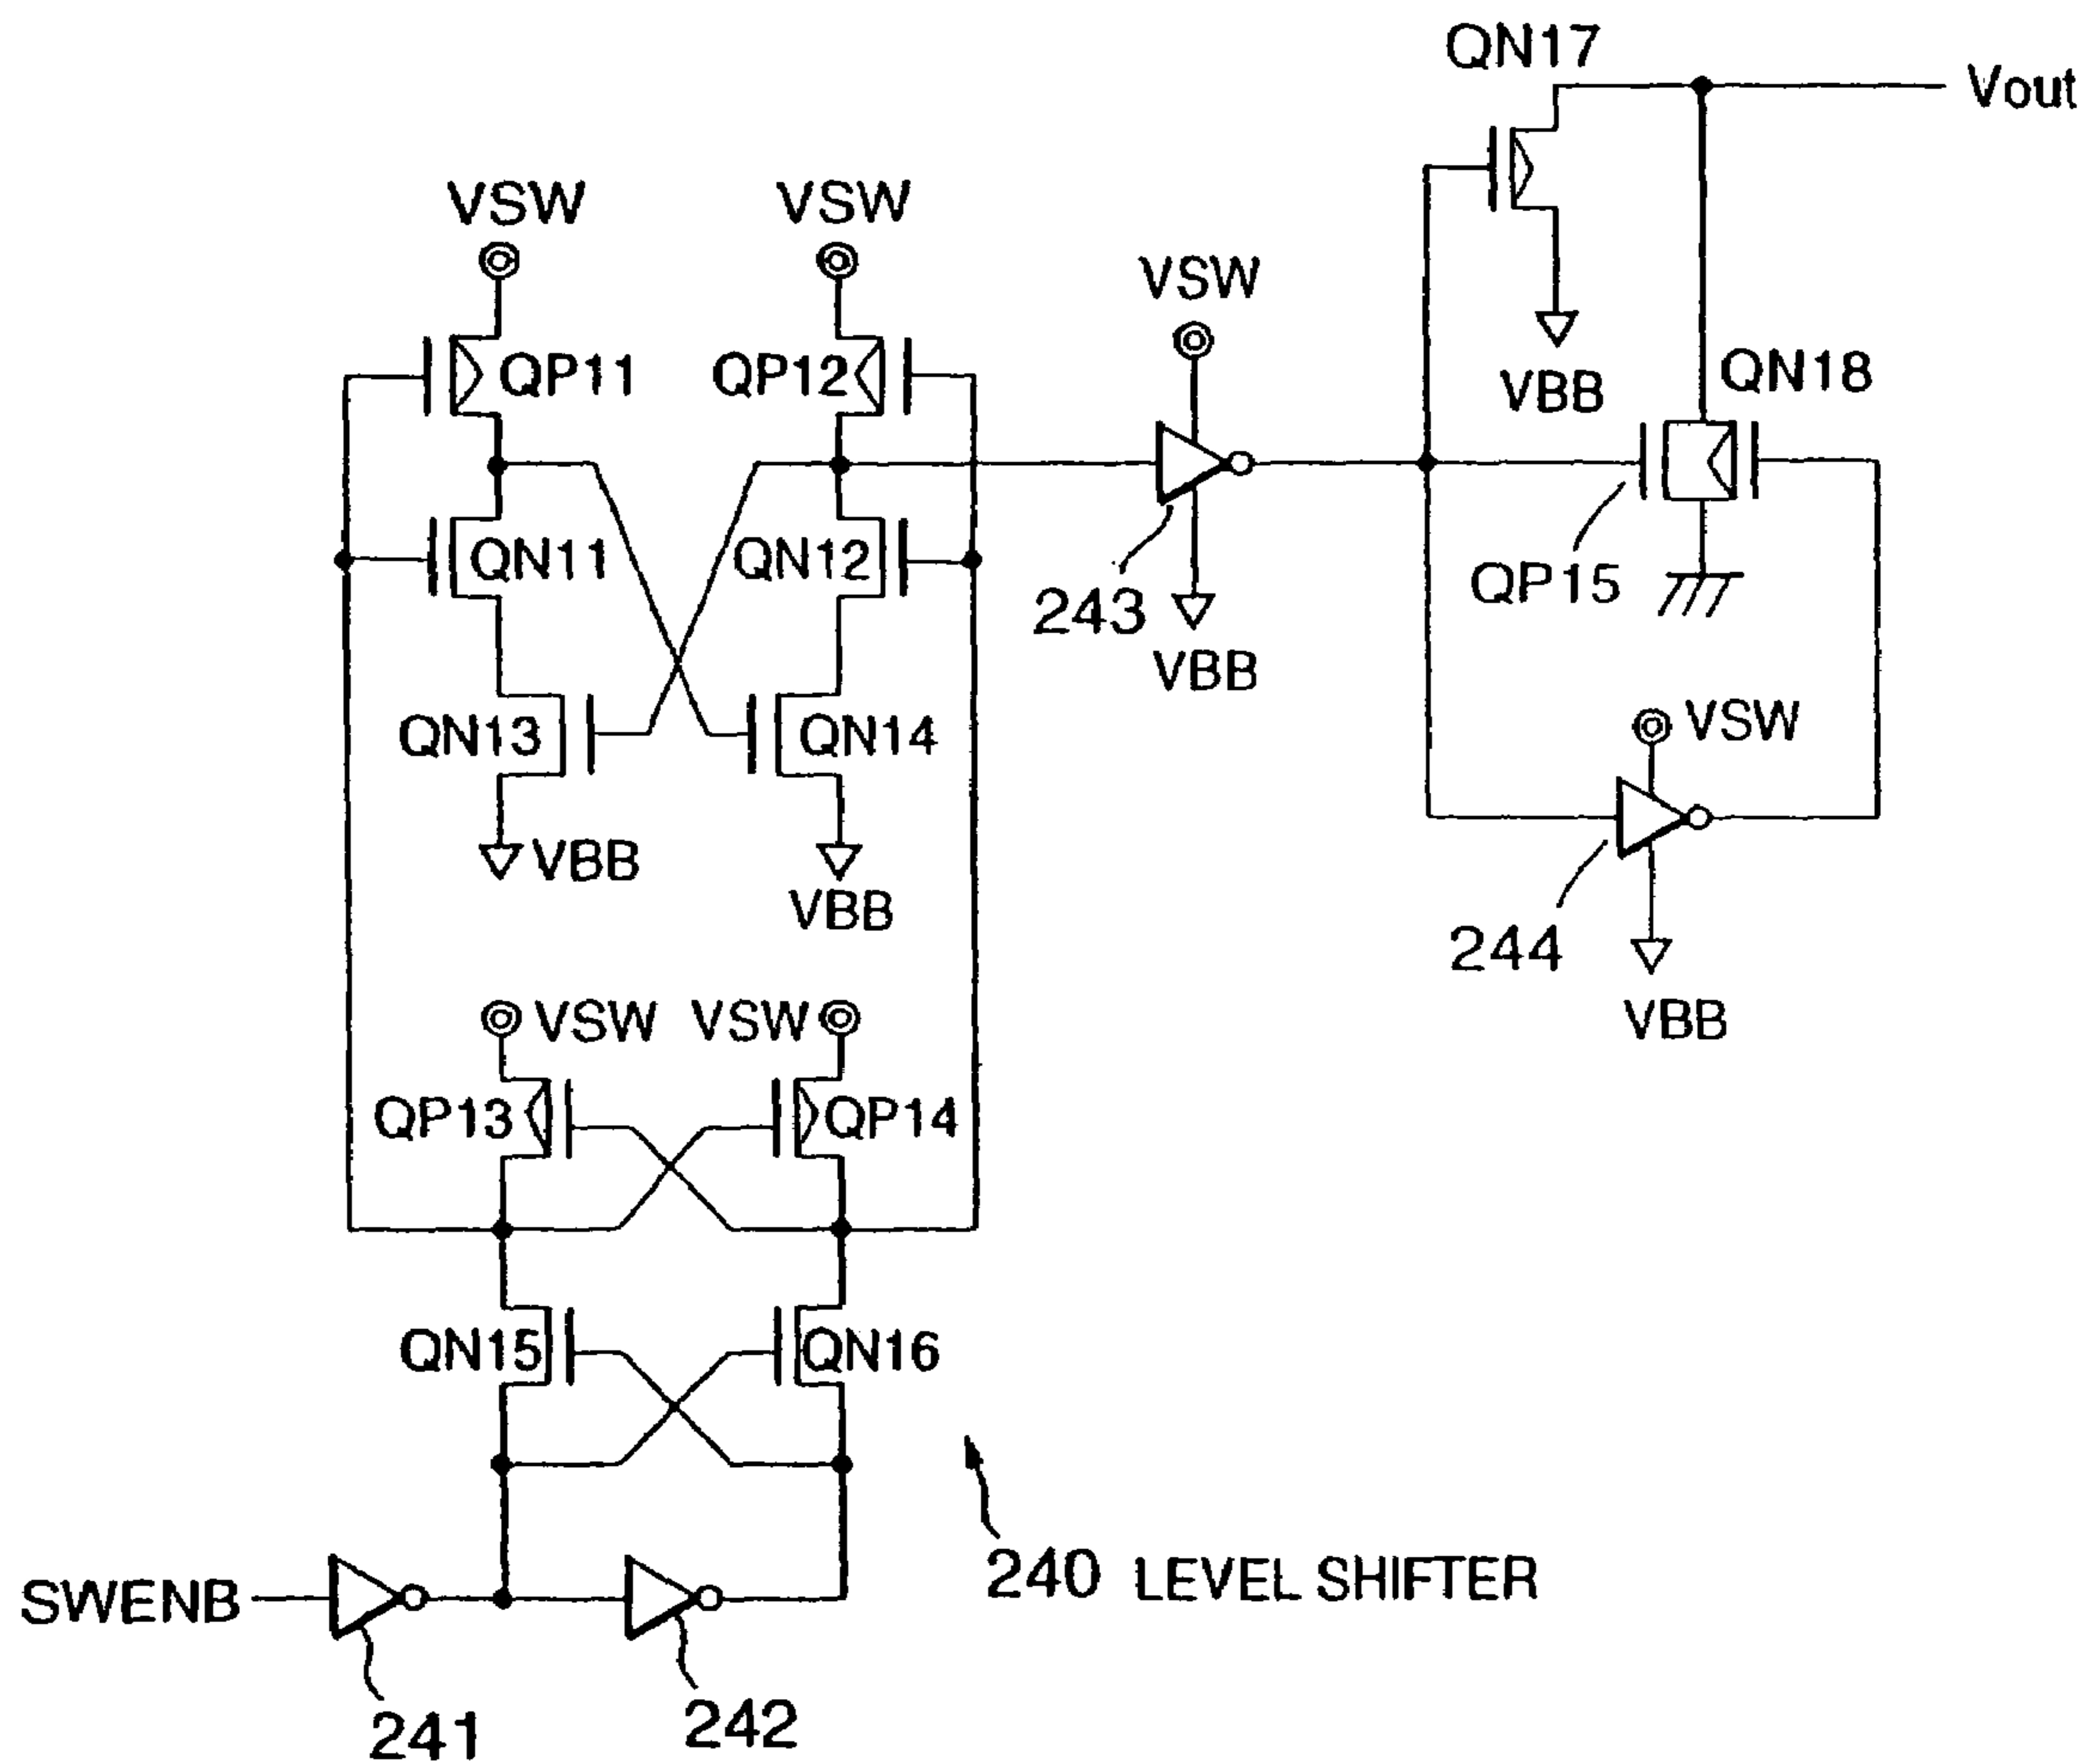 QN17
Vout
VSW
VSW
VSW
QP11
QP12
VBB
QN18
QN11
QN12
243
QP15
VBB
QN13
QN14
VSW
VBB
VBB
244
VBB
VSW
VSW
QP13
QP14
QN15
QN16
240 LEVEL SHIFTER
SWENB
241
242